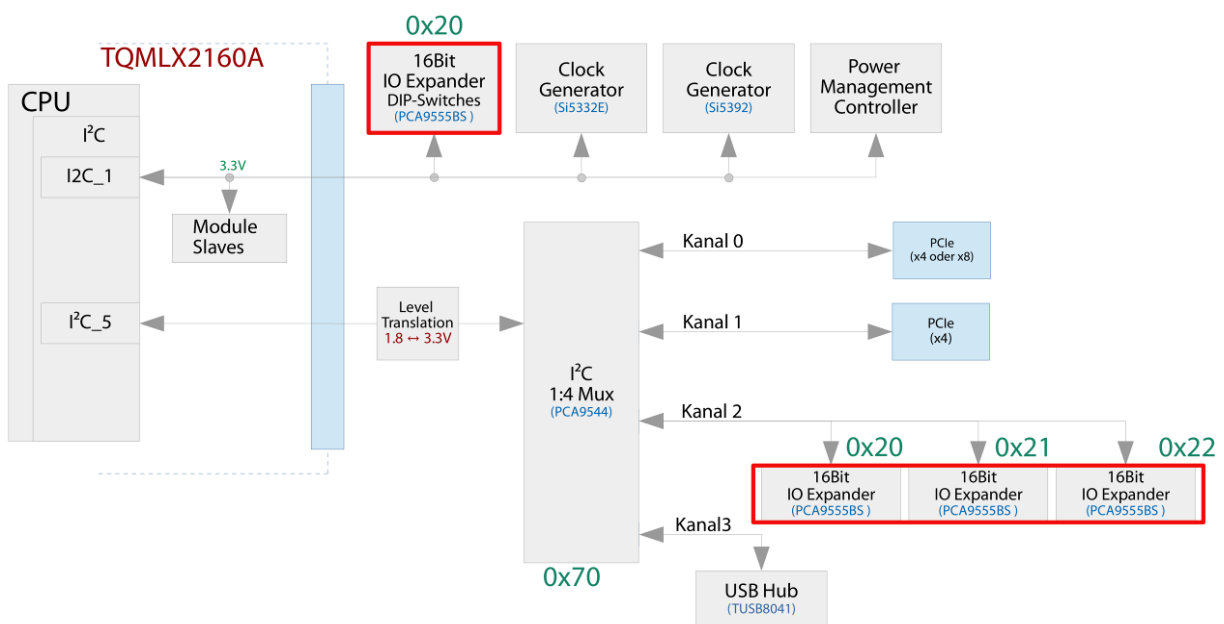 0x20
TQMLX2160A
16Bit
IO Expander
DIP-Switches
(PCA9555BS )
Clock
Generator
(Si5332E)
Clock
Generator
(Si5392)
Power
Management
Controller
CPU
I²C
I2C_1
3.3V
Module
Slaves
Kanal 0
PCIe
(x4 oder x8)
I²C_5
Level
Translation
1.8 ↔ 3.3V
Kanal 1
PCIe
(x4)
I²C
1:4 Mux
(PCA9544)
Kanal 2
0x20
0x21
0x22
16Bit
IO Expander
(PCA9555BS )
16Bit
IO Expander
(PCA9555BS )
16Bit
IO Expander
(PCA9555BS )
Kanal3
0x70
USB Hub
(TUSB8041)